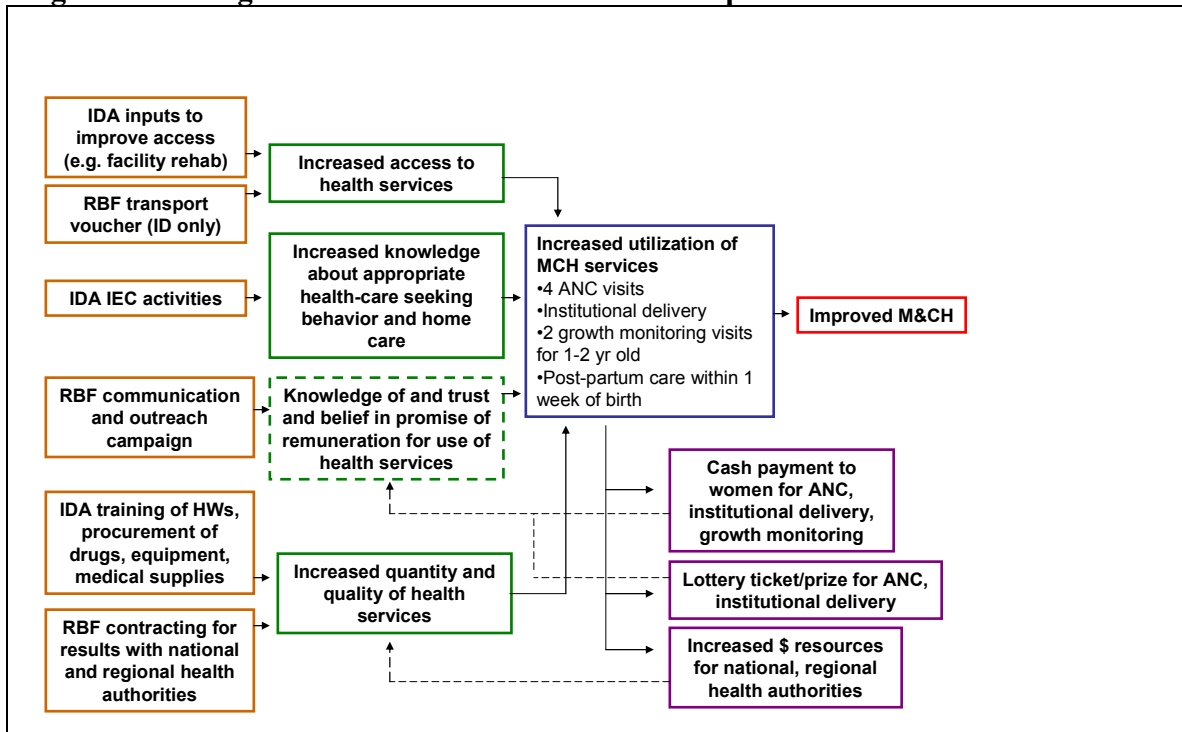 IDA inputs to
improve access
(e.g. facility rehab)
RBF transport
voucher (ID only)
IDA IEC activities
RBF communication
and outreach
campaign
IDA training of HWs,
procurement of
drugs, equipment,
medical supplies
RBF contracting for
results with national
and regional health
authorities
Increased access to
health services
Increased knowledge
about appropriate
health-care seeking
behavior and home
care
Knowledge of and trust
and belief in promise of
remuneration for use of
health services
Increased quantity and
quality of health
services
Increased utilization of
MCH services
•4 ANC visits
•Institutional delivery
•2 growth monitoring visits
for 1-2 yr old
•Post-partum care within 1
week of birth
Improved M&CH
Cash payment to
women for ANC,
institutional delivery,
growth monitoring
Lottery ticket/prize for ANC,
institutional delivery
Increased $ resources
for national, regional
health authorities